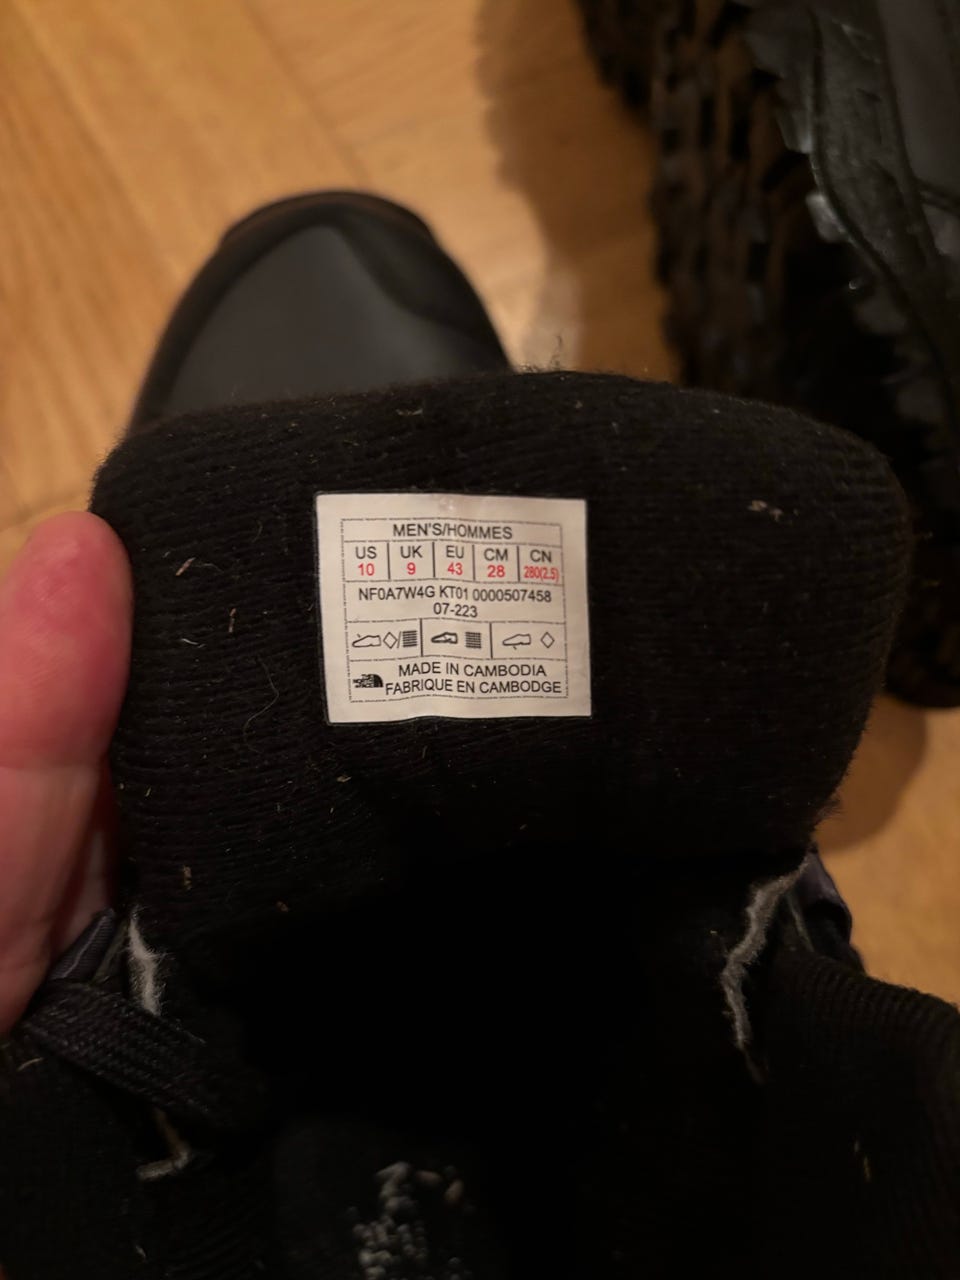 MEN'S/HOMMES
US UK EU CM CN
10 9 43 28 280(2.5)
NF0A7W4G KT01 0000507458
07-223
MADE IN CAMBODIA
FABRIQUE EN CAMBODGE